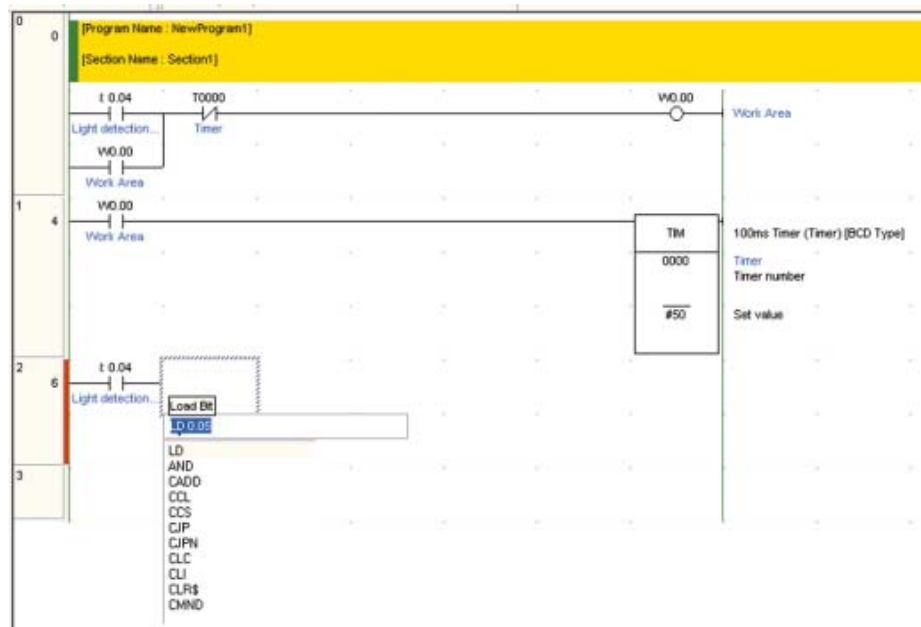 0
0
[Program Name : NewProgram1]
[Section Name : Section1]
I: 0.04
T0000
W0.00
Work Area
Light detection...
Timer
W0.00
Work Area
1
4
W0.00
Work Area
TIM
100ms Timer (Timer) [BCD Type]
0000
Timer
Timer number
#50
Set value
2
6
I: 0.04
Light detection...
Load Bit
LD 0.05
LD
AND
CADD
CCL
CCS
CJP
CJPN
CLC
CLI
CLR$
CMND
3